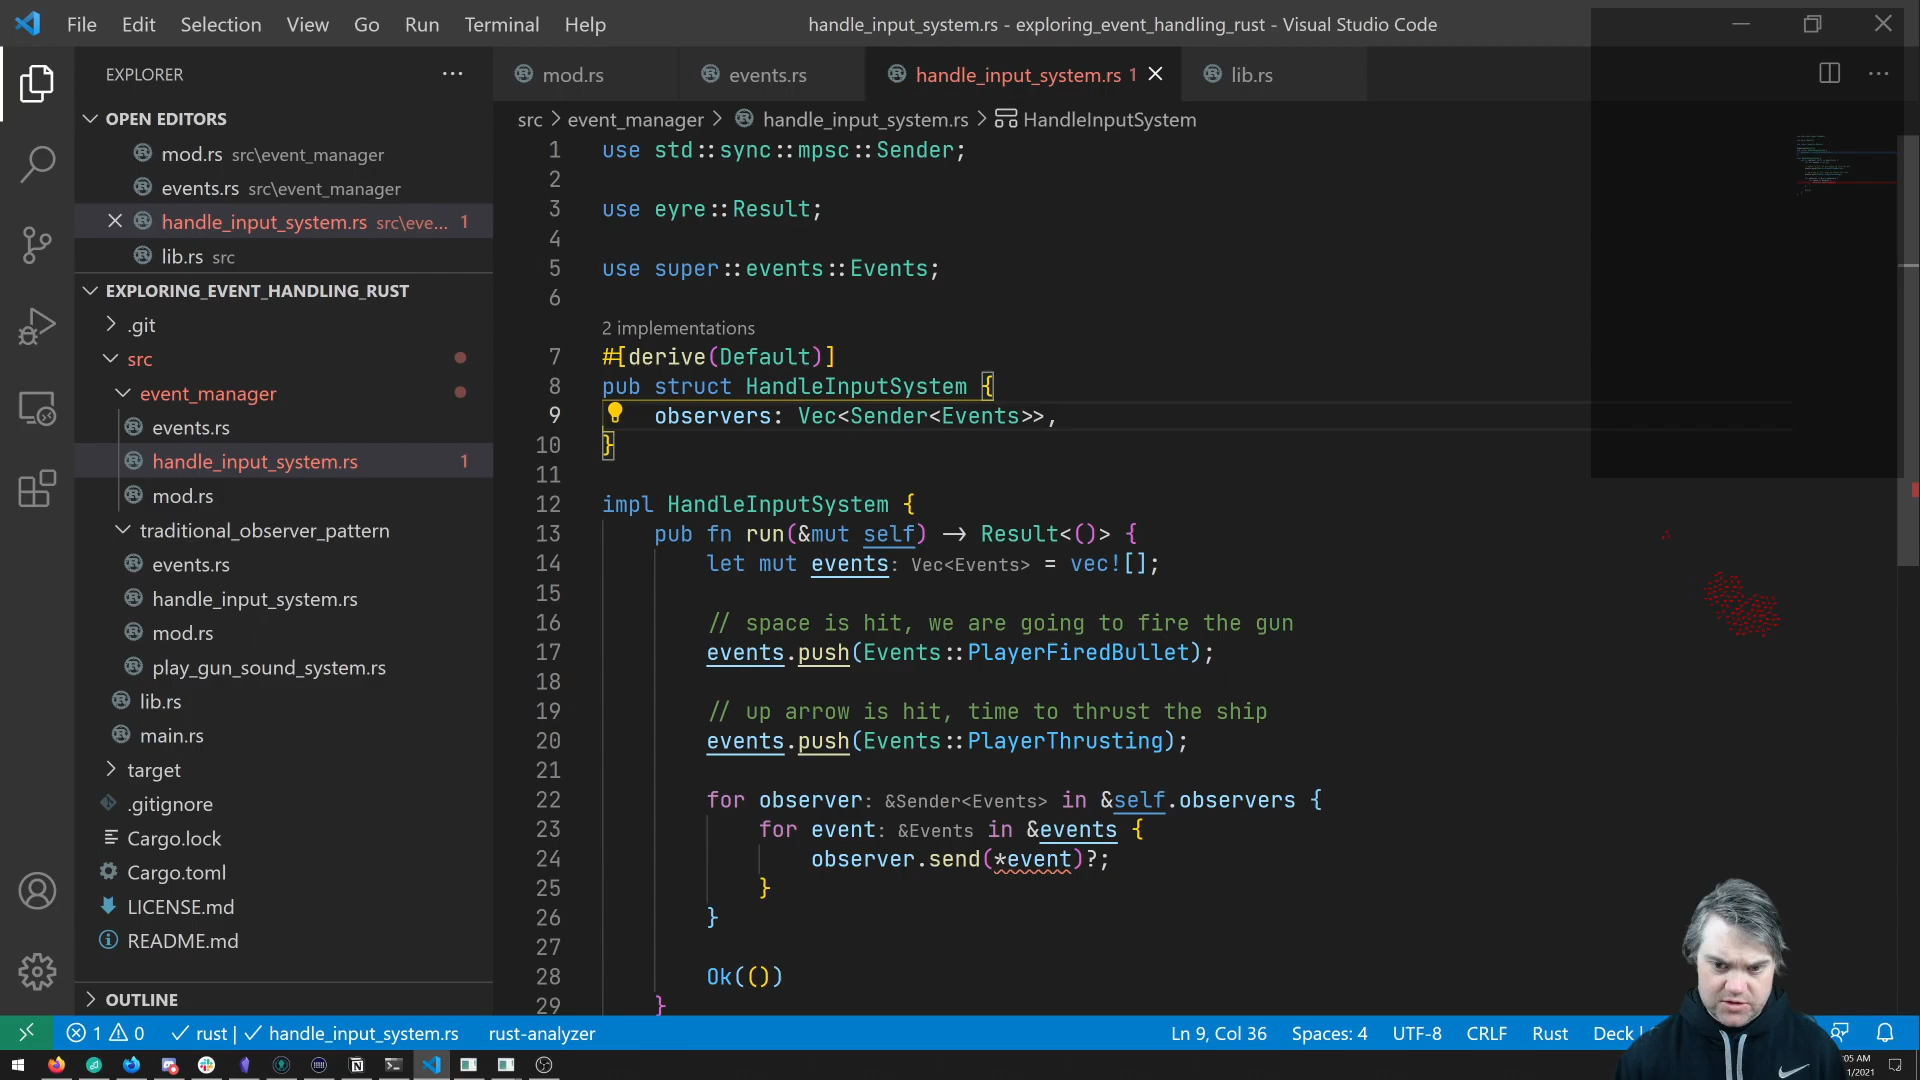 File Edit Selection View Go Run Terminal Help
handle_input_system.rs - exploring_event_handling_rust - Visual Studio Code
EXPLORER
OPEN EDITORS
mod.rs src\event_manager
events.rs src\event_manager
handle_input_system.rs src\eve... 1
lib.rs src
EXPLORING_EVENT_HANDLING_RUST
.git
src
event_manager
events.rs
handle_input_system.rs 1
mod.rs
traditional_observer_pattern
events.rs
handle_input_system.rs
mod.rs
play_gun_sound_system.rs
lib.rs
main.rs
target
.gitignore
Cargo.lock
Cargo.toml
LICENSE.md
README.md
OUTLINE
mod.rs events.rs handle_input_system.rs 1 lib.rs
src > event_manager > handle_input_system.rs > HandleInputSystem
1 use std::sync::mpsc::Sender;
2
3 use eyre::Result;
4
5 use super::events::Events;
6
2 implementations
7 #[derive(Default)]
8 pub struct HandleInputSystem {
9 observers: Vec<Sender<Events>>,
10 }
11
12 impl HandleInputSystem {
13 pub fn run(&mut self) -> Result<()> {
14 let mut events: Vec<Events> = vec![];
15
16 // space is hit, we are going to fire the gun
17 events.push(Events::PlayerFiredBullet);
18
19 // up arrow is hit, time to thrust the ship
20 events.push(Events::PlayerThrusting);
21
22 for observer: &Sender<Events> in &self.observers {
23 for event: &Events in &events {
24 observer.send(*event)?;
25 }
26 }
27
28 Ok(())
29 }
1 0 rust | handle_input_system.rs rust-analyzer Ln 9, Col 36 Spaces: 4 UTF-8 CRLF Rust Deck
:05 AM
1/2021